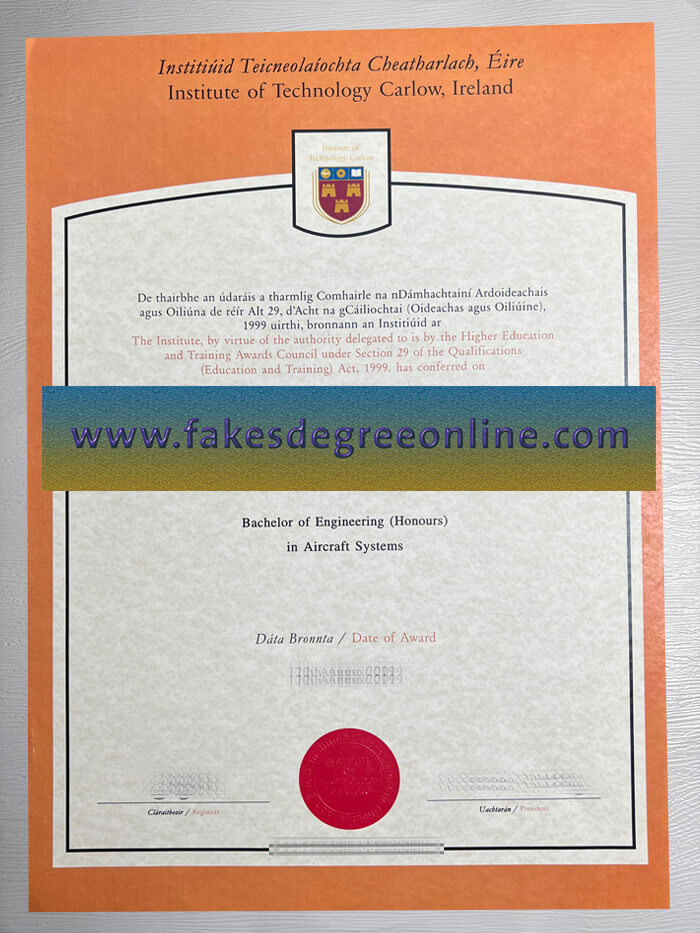 Institiúid Teicneolaíochta Cheatharlach, Éire
Institute of Technology Carlow, Ireland
Institute of
Technology Carlow
De thairbhe an údaráis a tharmlig Comhairle na nDámhachtainí Ardoideachais
agus Oiliúna de réir Alt 29, d'Acht na gCáiliochtai (Oideachas agus Oiliúine),
1999 uirthi, bronnann an Institiúid ar
The Institute, by virtue of the authority delegated to is by the Higher Education
and Training Awards Council under Section 29 of the Qualifications
(Education and Training) Act, 1999. has conferred on
www.fakesdegreeonline.com
Bachelor of Engineering (Honours)
in Aircraft Systems
Dáta Bronnta / Date of Award
INSTITUTE
OF
Cláraitheoir / Registrar
Uachtarán / President